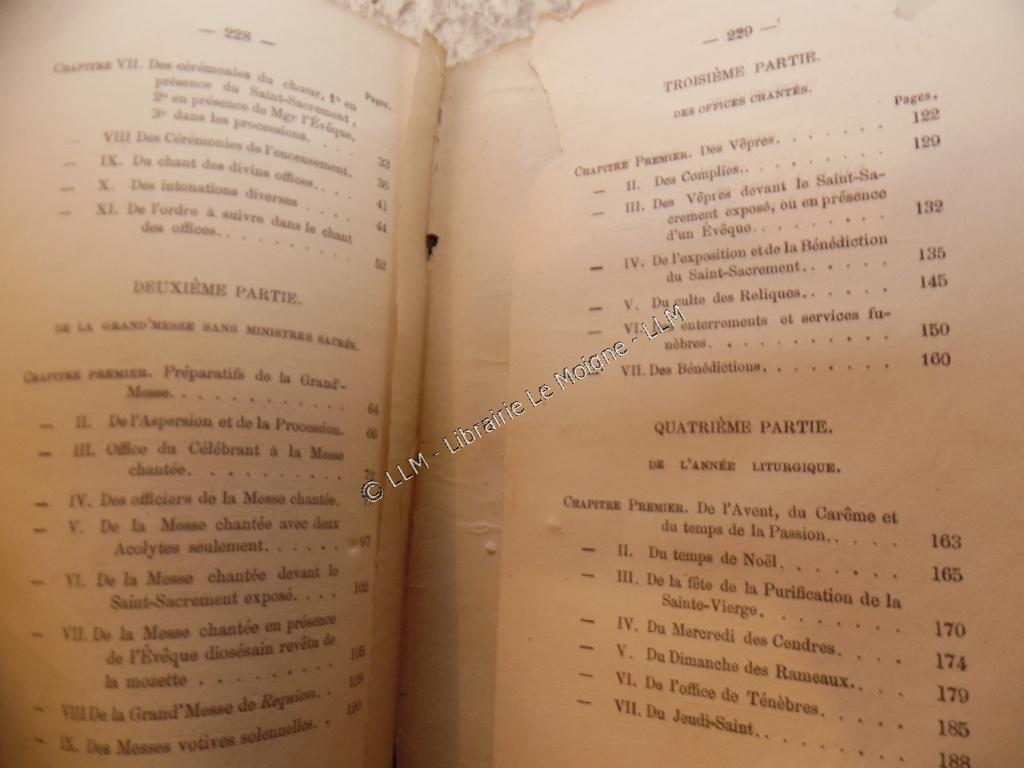 — 228 —
Pages.
CHAPITRE VII. Des cérémonies du chœur, 1º en
présence du Saint-Sacrement,
2º en présence de Mgr l'Évêque,
3º dans les processions. . . . 33
— VIII Des Cérémonies de l'encensement. 36
— IX. Du chant des divins offices. . . . 41
— X. Des intonations diverses . . . . . 44
— XI. De l'ordre à suivre dans le chant
des offices. . . . . . . . . 52
DEUXIÈME PARTIE.
DE LA GRAND'MESSE SANS MINISTRES SACRÉS.
CHAPITRE PREMIER. Préparatifs de la Grand'-
Messe. . . . . . . . . . . . 64
— II. De l'Aspersion et de la Procession. 66
— III. Office du Célébrant à la Messe
chantée. . . . . . . . .
— IV. Des officiers de la Messe chantée.
— V. De la Messe chantée avec deux
Acolytes seulement. . . . . . 97
— VI. De la Messe chantée devant le
Saint-Sacrement exposé. . . . 102
— VII. De la Messe chantée en présence
de l'Évêque diosésain revêtu de
la mozette . . . . . . . . 105
— VIII De la Grand'Messe de Requiem. . 109
— IX. Des Messes votives solennelles. . 120
— 229 —
TROISIÈME PARTIE.
DES OFFICES CHANTÉS.
Pages.
CHAPITRE PREMIER. Des Vêpres. . . . . . . 122
— II. Des Complies. . . . . . . . . 129
— III. Des Vêpres devant le Saint-Sa-
crement exposé, ou en présence
d'un Évêque. . . . . . . . 132
— IV. De l'exposition et de la Bénédiction
du Saint-Sacrement. . . . . . 135
— V. Du culte des Reliques. . . . . . 145
— VI. Des enterrements et services fu-
nèbres. . . . . . . . . . . 150
— VII. Des Bénédictions. . . . . . . . 160
QUATRIÈME PARTIE.
DE L'ANNÉE LITURGIQUE.
CHAPITRE PREMIER. De l'Avent, du Carême et
du temps de la Passion. . . . . 163
— II. Du temps de Noël. . . . . . . . 165
— III. De la fête de la Purification de la
Sainte-Vierge. . . . . . . . 170
— IV. Du Mercredi des Cendres. . . . . 174
— V. Du Dimanche des Rameaux. . . . 179
— VI. De l'office de Ténèbres. . . . . 185
— VII. Du Jeudi-Saint. . . . . . . . 188
© LLM - Librairie Le Moigne - LLM